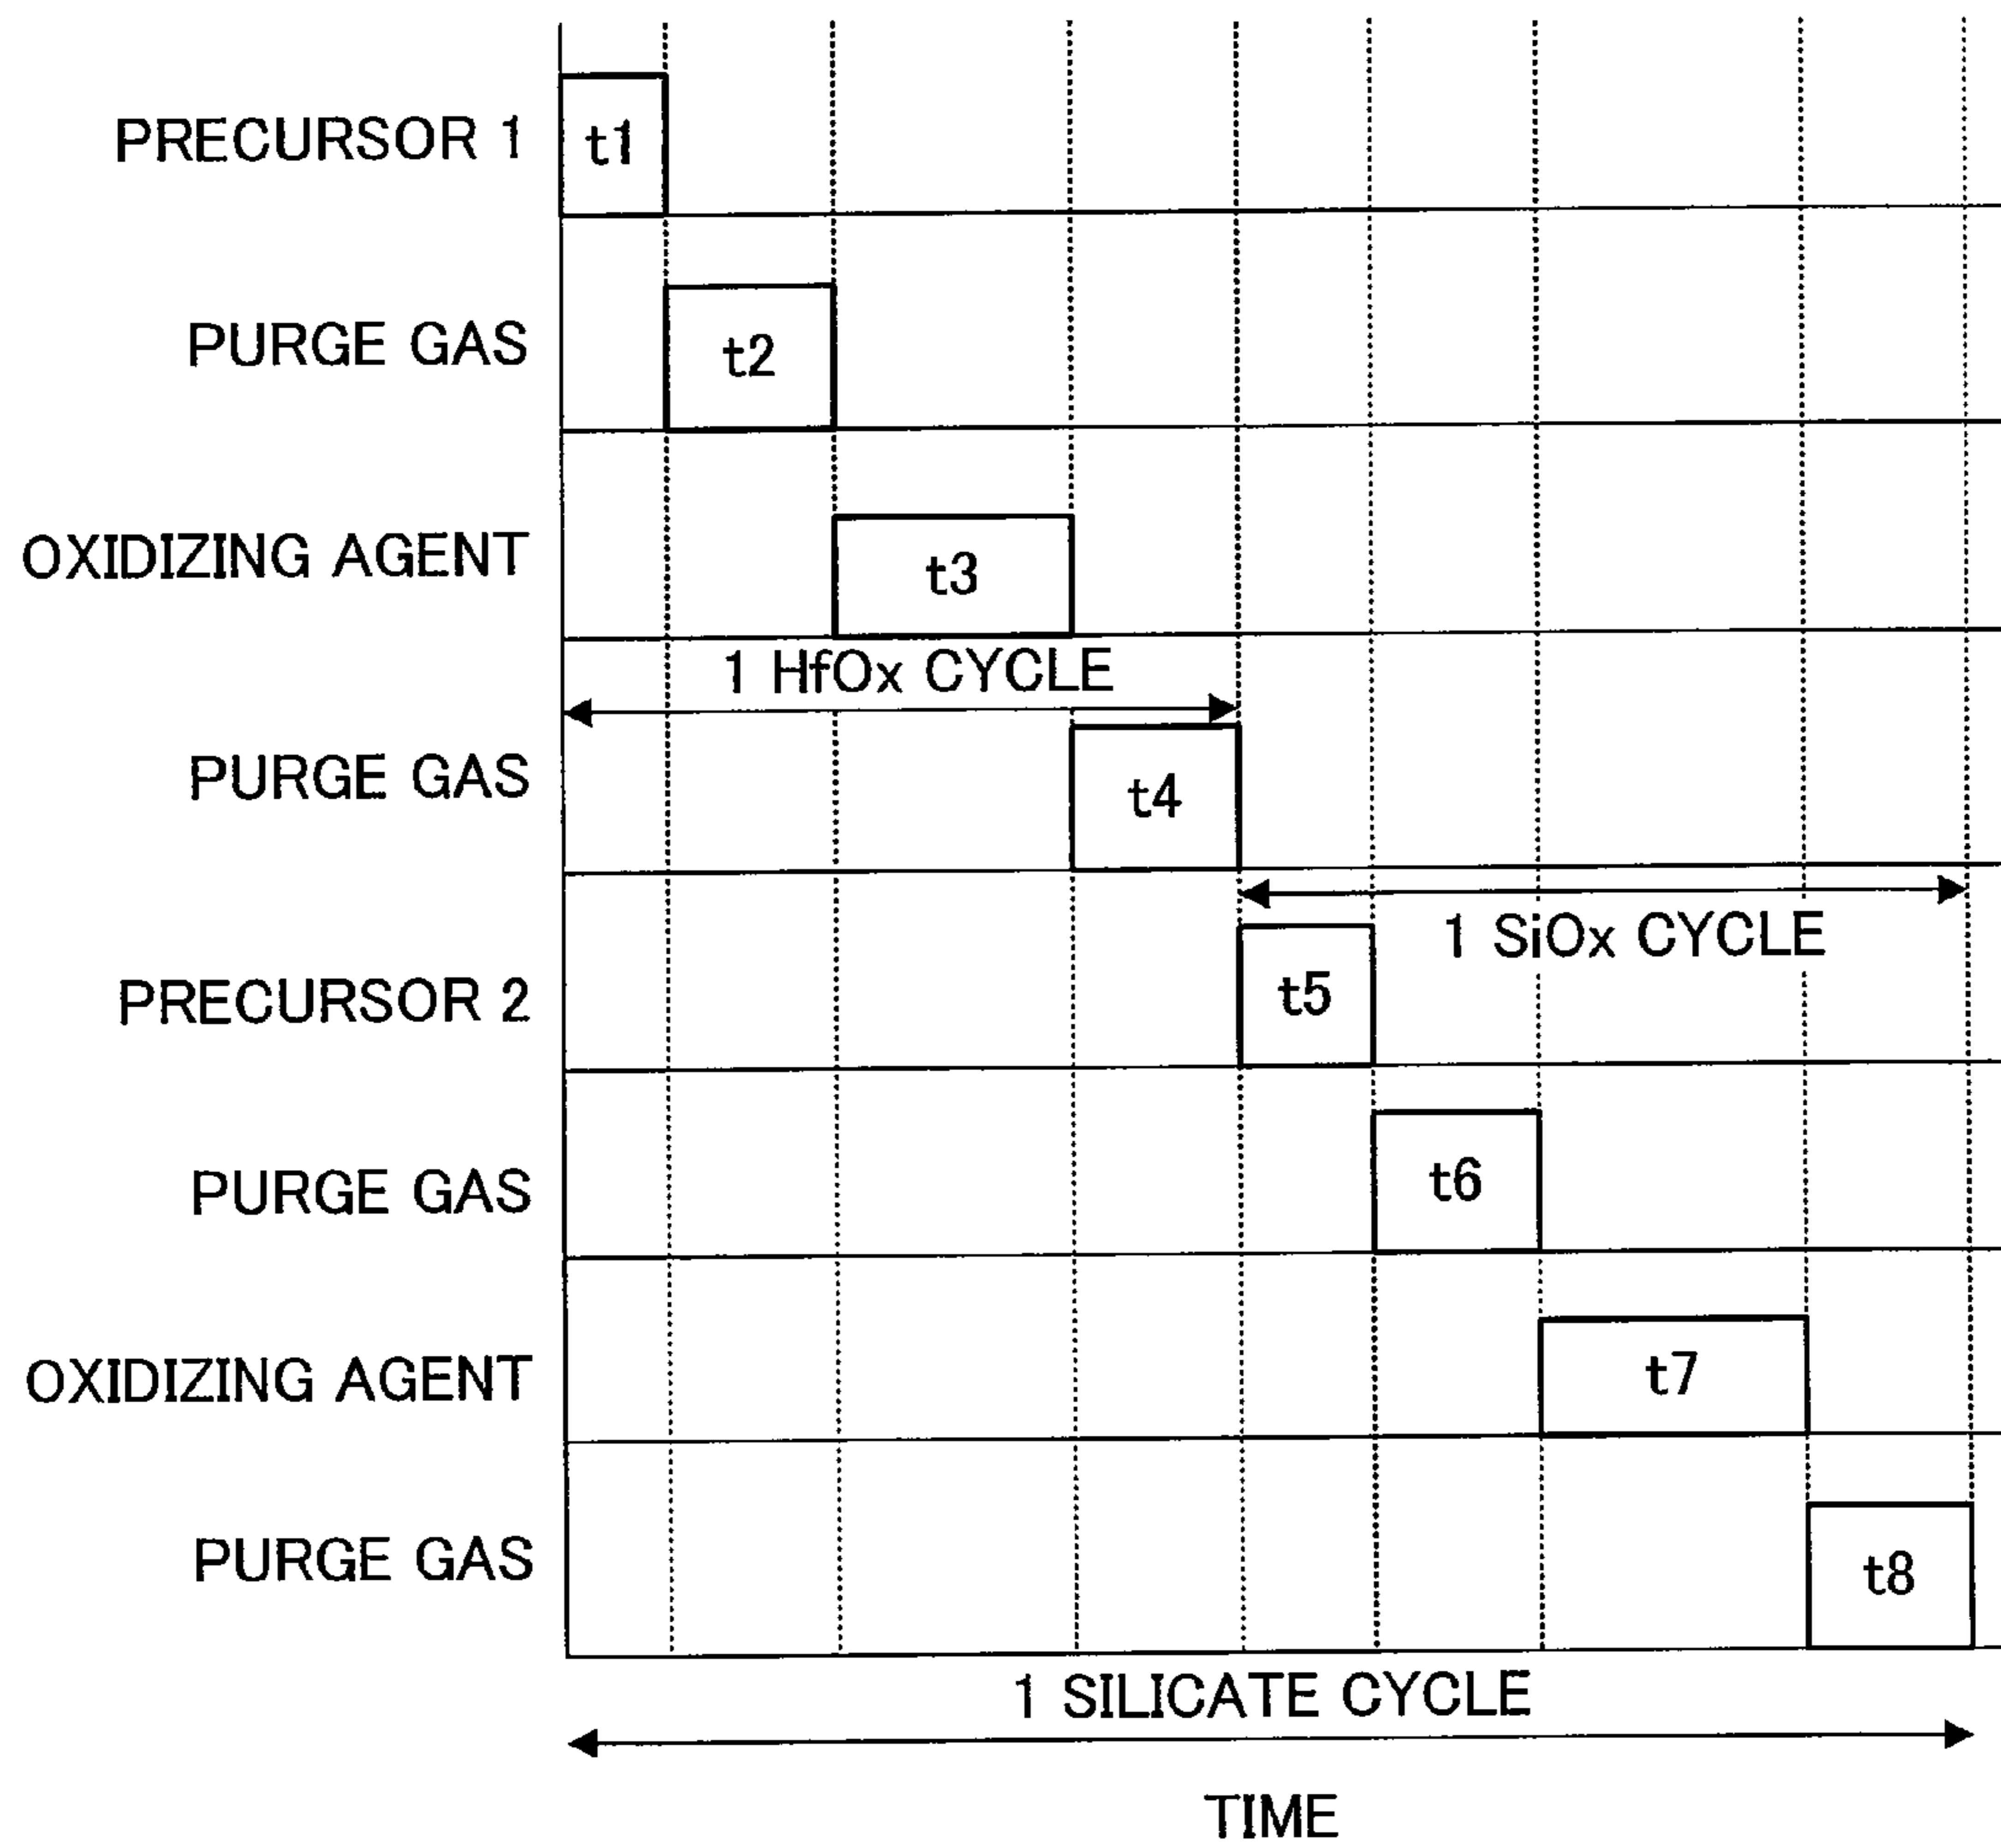 PRECURSOR 1
t1
PURGE GAS
t2
OXIDIZING AGENT
t3
1 HfOx CYCLE
PURGE GAS
t4
1 SiOx CYCLE
PRECURSOR 2
t5
PURGE GAS
t6
OXIDIZING AGENT
t7
PURGE GAS
t8
1 SILICATE CYCLE
TIME